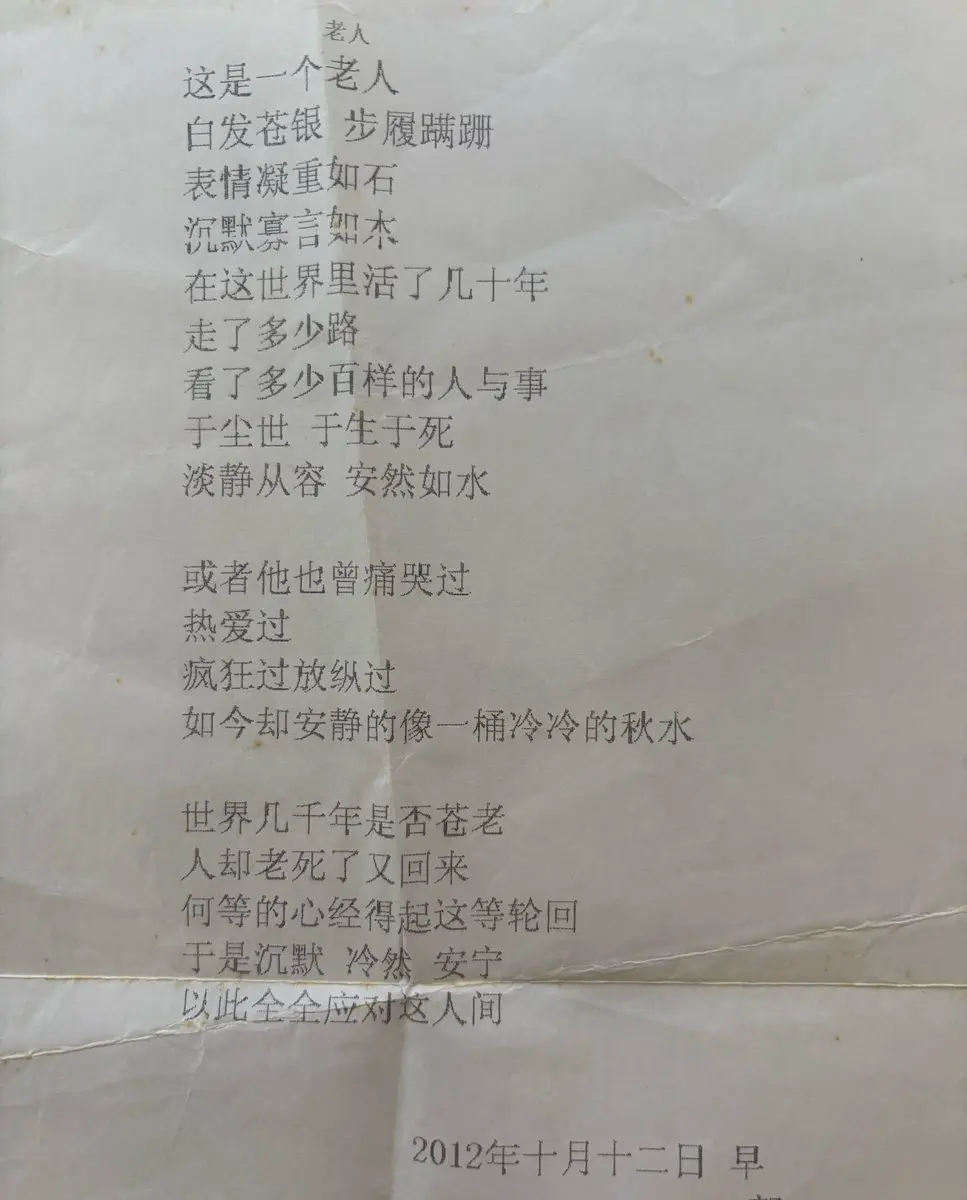 老人
这是一个老人
白发苍银 步履蹒跚
表情凝重如石
沉默寡言如木
在这世界里活了几十年
走了多少路
看了多少百样的人与事
于尘世 于生于死
淡静从容 安然如水
或者他也曾痛哭过
热爱过
疯狂过放纵过
如今却安静的像一桶冷冷的秋水
世界几千年是否苍老
人却老死了又回来
何等的心经得起这等轮回
于是沉默 冷然 安宁
以此全全应对这人间
2012年十月十二日 早